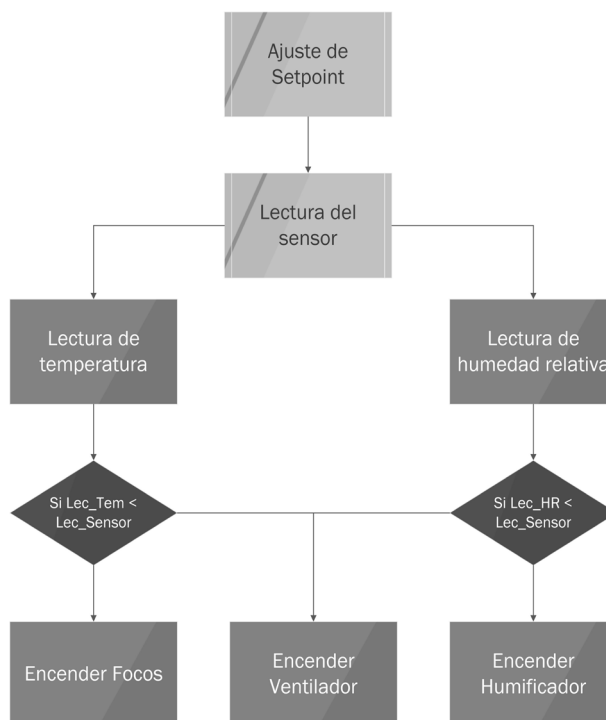 Ajuste de
Setpoint
Lectura del
sensor
Lectura de
temperatura
Lectura de
humedad relativa
Si Lec_Tem <
Lec_Sensor
Si Lec_HR <
Lec_Sensor
Encender Focos
Encender
Ventilador
Encender
Humificador